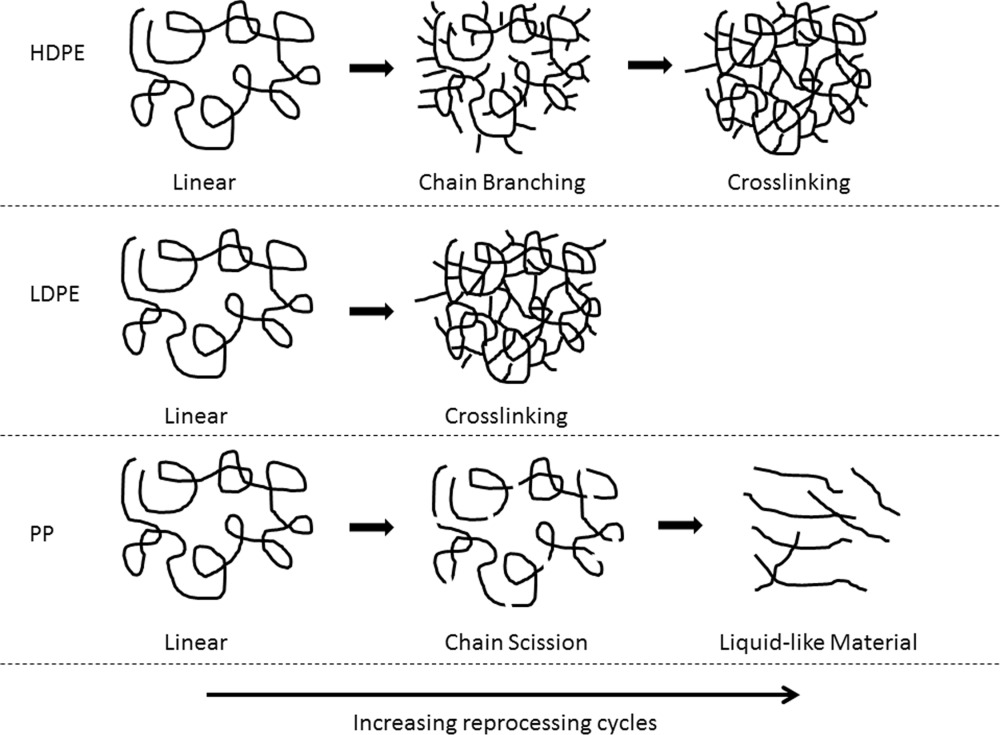 HDPE
Linear
Chain Branching
Crosslinking
LDPE
Linear
Crosslinking
PP
Linear
Chain Scission
Liquid-like Material
Increasing reprocessing cycles